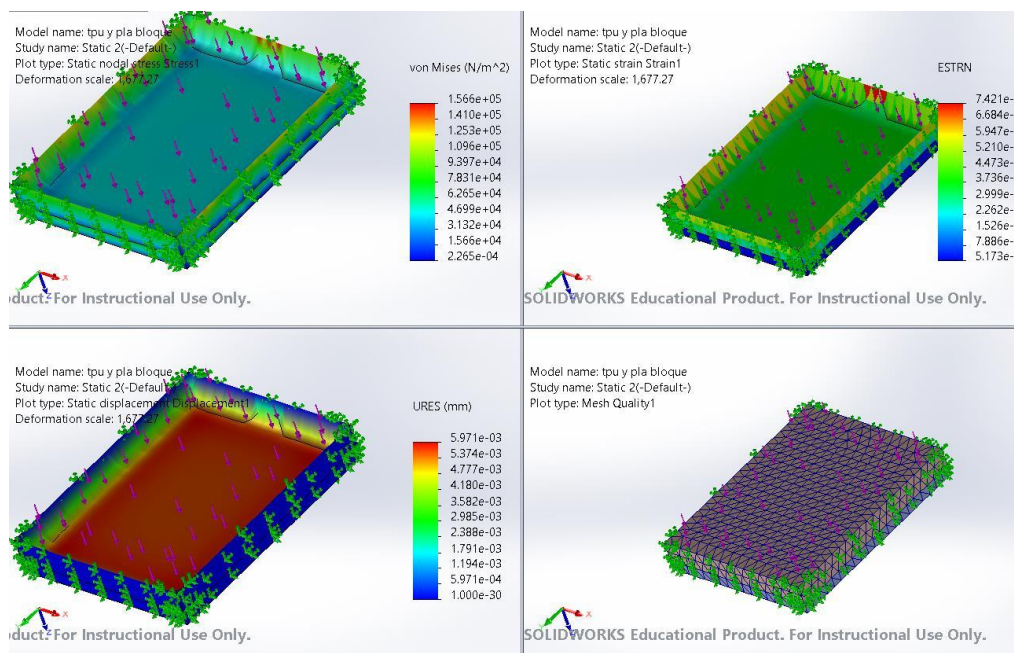 Model name: tpu y pla bloque
Study name: Static 2(-Default-)
Plot type: Static nodal stress Stress1
Deformation scale: 1,677.27
von Mises (N/m^2)
1.566e+05
1.410e+05
1.253e+05
1.096e+05
9.397e+04
7.831e+04
6.265e+04
4.699e+04
3.132e+04
1.566e+04
2.265e-04
X
Z
oduct. For Instructional Use Only.
Model name: tpu y pla bloque
Study name: Static 2(-Default-)
Plot type: Static strain Strain1
Deformation scale: 1,677.27
ESTRN
7.421e-
6.684e-
5.947e-
5.210e-
4.473e-
3.736e-
2.999e-
2.262e-
1.526e-
7.886e-
5.173e-
X
SOLIDWORKS Educational Product. For Instructional Use Only.
Model name: tpu y pla bloque
Study name: Static 2(-Default-)
Plot type: Static displacement Displacement1
Deformation scale: 1,677.27
URES (mm)
5.971e-03
5.374e-03
4.777e-03
4.180e-03
3.582e-03
2.985e-03
2.388e-03
1.791e-03
1.194e-03
5.971e-04
1.000e-30
X
Z
oduct. For Instructional Use Only.
Model name: tpu y pla bloque
Study name: Static 2(-Default-)
Plot type: Mesh Quality1
X
SOLIDWORKS Educational Product. For Instructional Use Only.